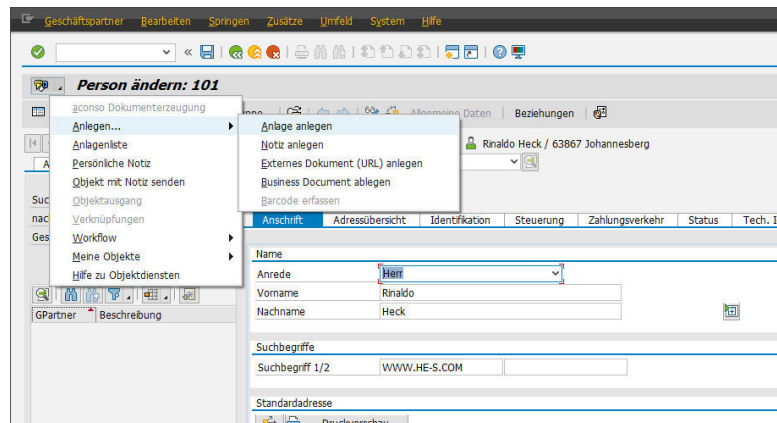 Geschäftspartner Bearbeiten Springen Zusätze Umfeld System Hilfe
Person ändern: 101
Allgemeine Daten Beziehungen
aconso Dokumenterzeugung
Anlegen...
Anlagenliste
Persönliche Notiz
Objekt mit Notiz senden
Objektausgang
Verknüpfungen
Workflow
Meine Objekte
Hilfe zu Objektdiensten
Anlage anlegen
Notiz anlegen
Externes Dokument (URL) anlegen
Business Document ablegen
Barcode erfassen
Rinaldo Heck / 63867 Johannesberg
Suc
nac
Ges
Anschrift Adressübersicht Identifikation Steuerung Zahlungsverkehr Status Tech. I
Name
Anrede Herr
Vorname Rinaldo
Nachname Heck
GPartner Beschreibung
Suchbegriffe
Suchbegriff 1/2 WWW.HE-S.COM
Standardadresse
Druckvorschau